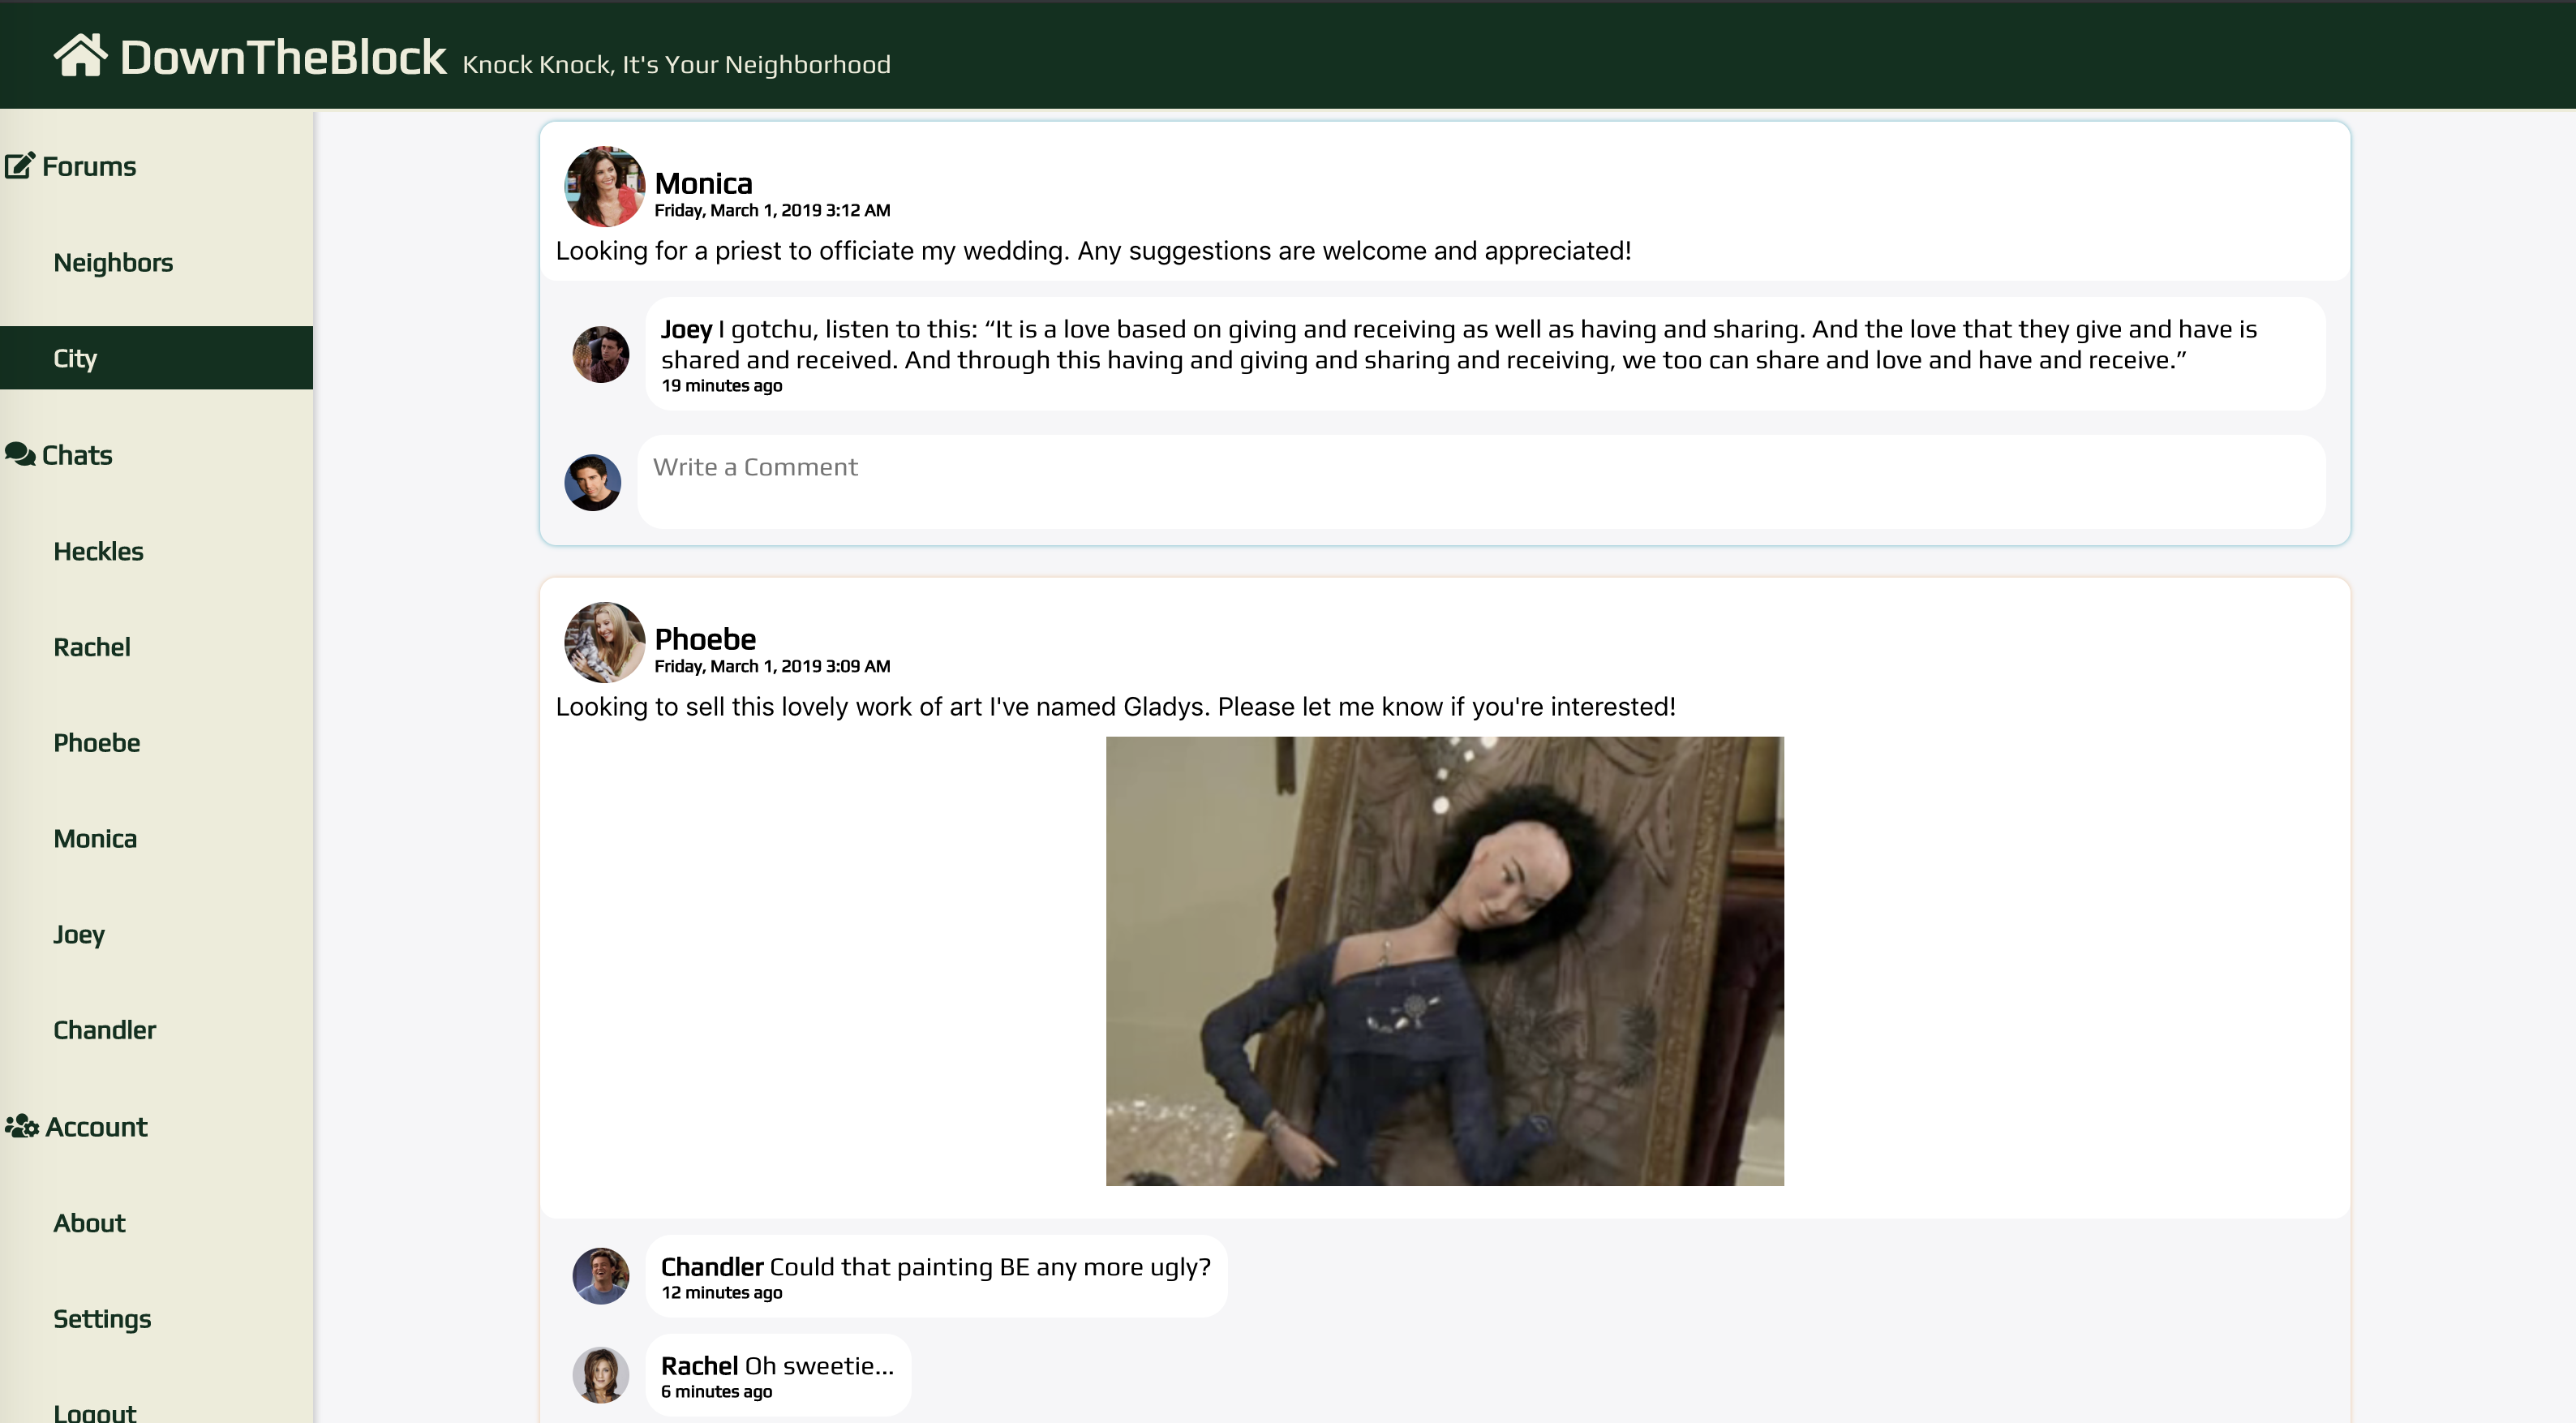 DownTheBlock Knock Knock, It's Your Neighborhood
Forums
Neighbors
City
Chats
Heckles
Rachel
Phoebe
Monica
Joey
Chandler
Account
About
Settings
Logout
Monica
Friday, March 1, 2019 3:12 AM
Looking for a priest to officiate my wedding. Any suggestions are welcome and appreciated!
Joey I gotchu, listen to this: “It is a love based on giving and receiving as well as having and sharing. And the love that they give and have is
shared and received. And through this having and giving and sharing and receiving, we too can share and love and have and receive.”
19 minutes ago
Write a Comment
Phoebe
Friday, March 1, 2019 3:09 AM
Looking to sell this lovely work of art I've named Gladys. Please let me know if you're interested!
Chandler Could that painting BE any more ugly?
12 minutes ago
Rachel Oh sweetie...
6 minutes ago